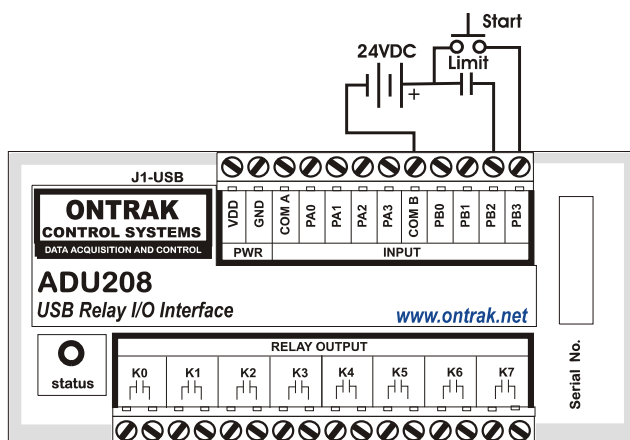 Start
24VDC
Limit
+
J1-USB
ONTRAK
CONTROL SYSTEMS
DATA ACQUISITION AND CONTROL
VDD GND COM A PA0 PA1 PA2 PA3 COM B PB0 PB1 PB2 PB3
PWR INPUT
ADU208
USB Relay I/O Interface
www.ontrak.net
RELAY OUTPUT
K0 K1 K2 K3 K4 K5 K6 K7
status
Serial No.